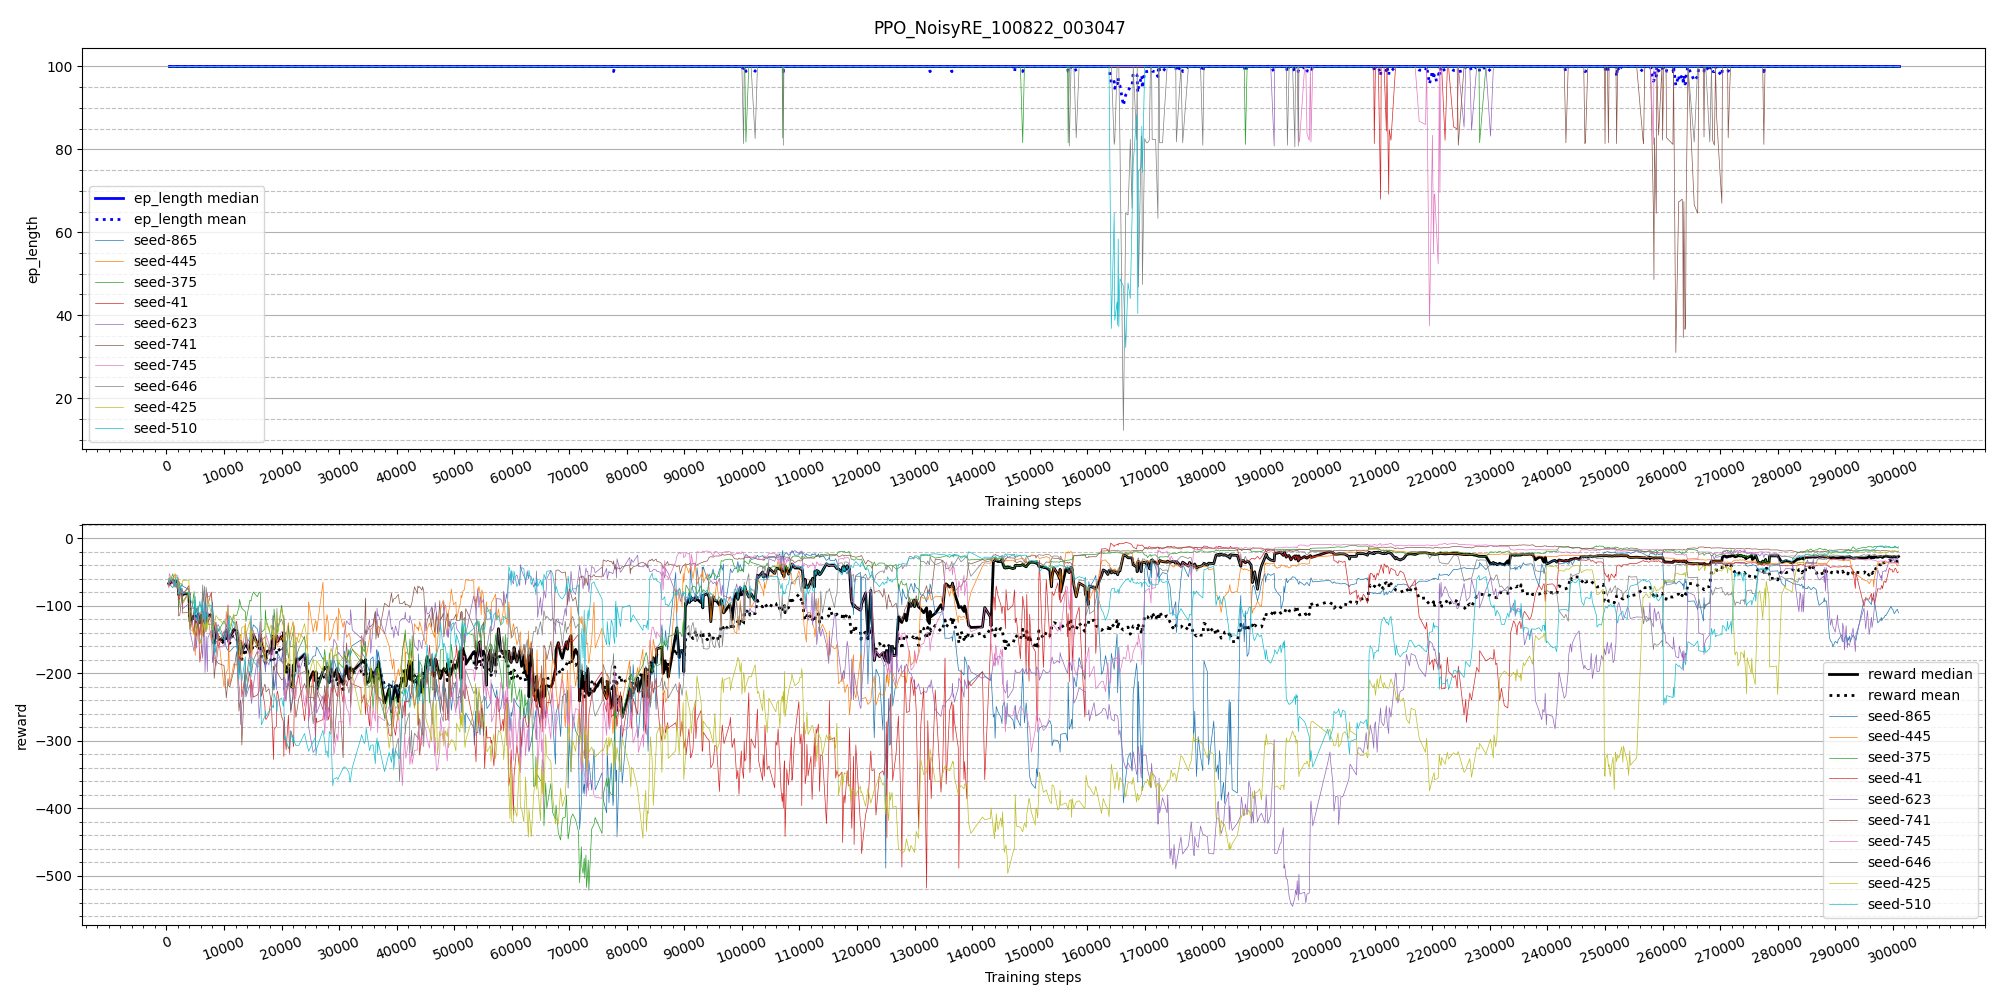 PPO_NoisyRE_100822_003047
100
80
60
40
20
ep_length
ep_length median
ep_length mean
seed-865
seed-445
seed-375
seed-41
seed-623
seed-741
seed-745
seed-646
seed-425
seed-510
0 10000 20000 30000 40000 50000 60000 70000 80000 90000 100000 110000 120000 130000 140000 150000 160000 170000 180000 190000 200000 210000 220000 230000 240000 250000 260000 270000 280000 290000 300000
Training steps
0
−100
−200
−300
−400
−500
reward
reward median
reward mean
seed-865
seed-445
seed-375
seed-41
seed-623
seed-741
seed-745
seed-646
seed-425
seed-510
0 10000 20000 30000 40000 50000 60000 70000 80000 90000 100000 110000 120000 130000 140000 150000 160000 170000 180000 190000 200000 210000 220000 230000 240000 250000 260000 270000 280000 290000 300000
Training steps